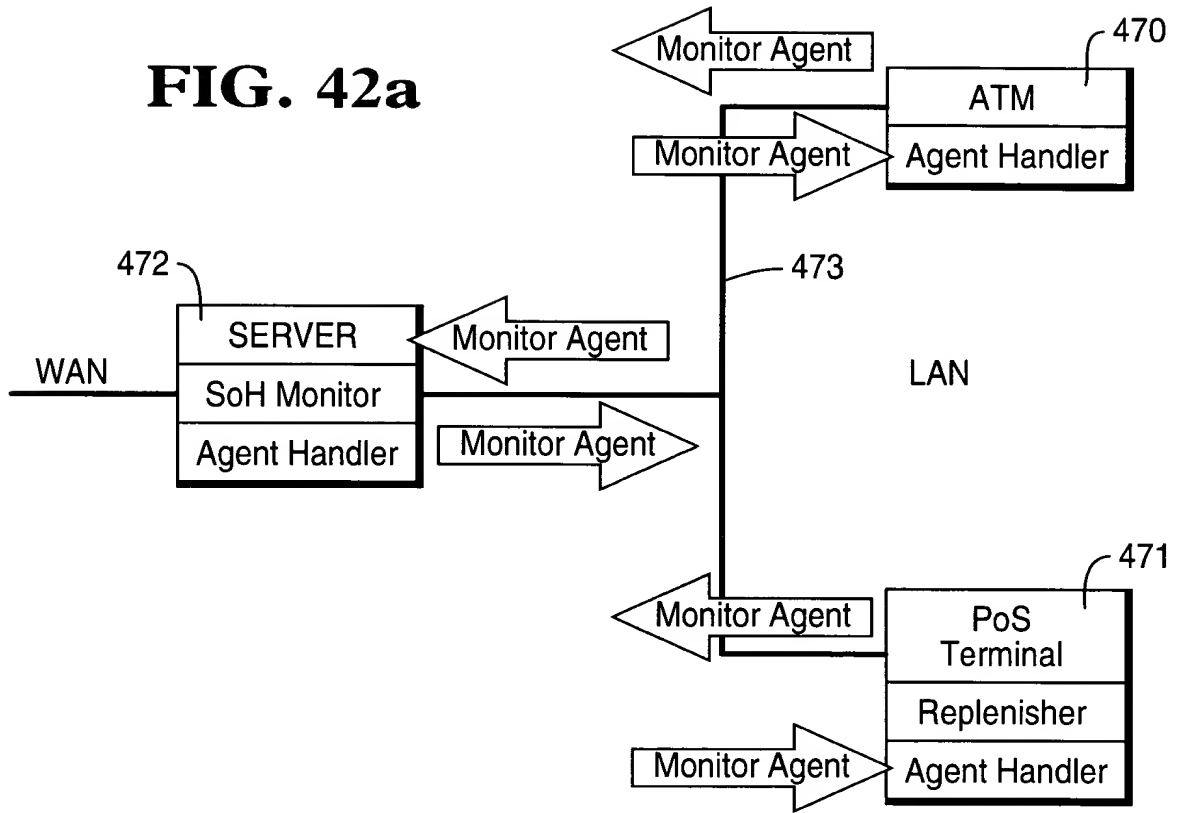 FIG. 42a
Monitor Agent
470
ATM
Agent Handler
Monitor Agent
472
473
SERVER
SoH Monitor
Agent Handler
WAN
Monitor Agent
Monitor Agent
LAN
471
Monitor Agent
PoS
Terminal
Replenisher
Agent Handler
Monitor Agent